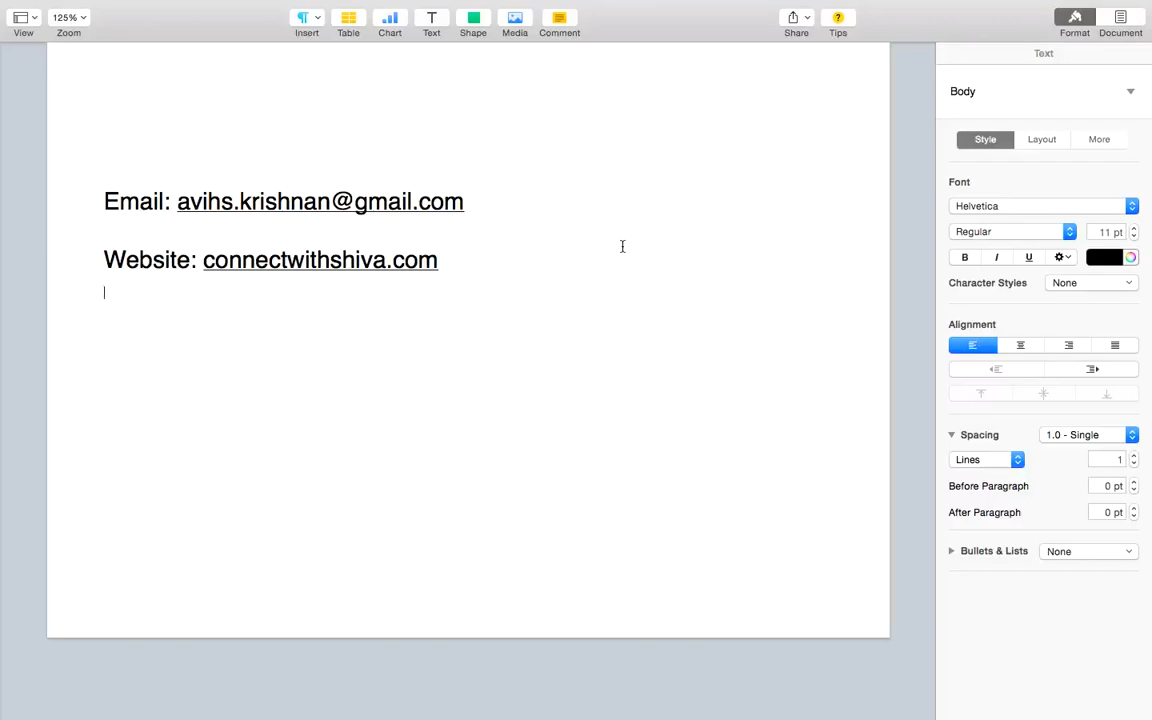 125%
View
Zoom
Insert
Table
Chart
T
Text
Shape
Media
Comment
Share
?
Tips
Format
Document
Text
Body
Email: avihs.krishnan@gmail.com
Website: connectwithshiva.com
Style
Layout
More
Font
Helvetica
Regular
11 pt
B
I
U
Character Styles
None
Alignment
Spacing
1.0 - Single
Lines
1
Before Paragraph
0 pt
After Paragraph
0 pt
Bullets & Lists
None